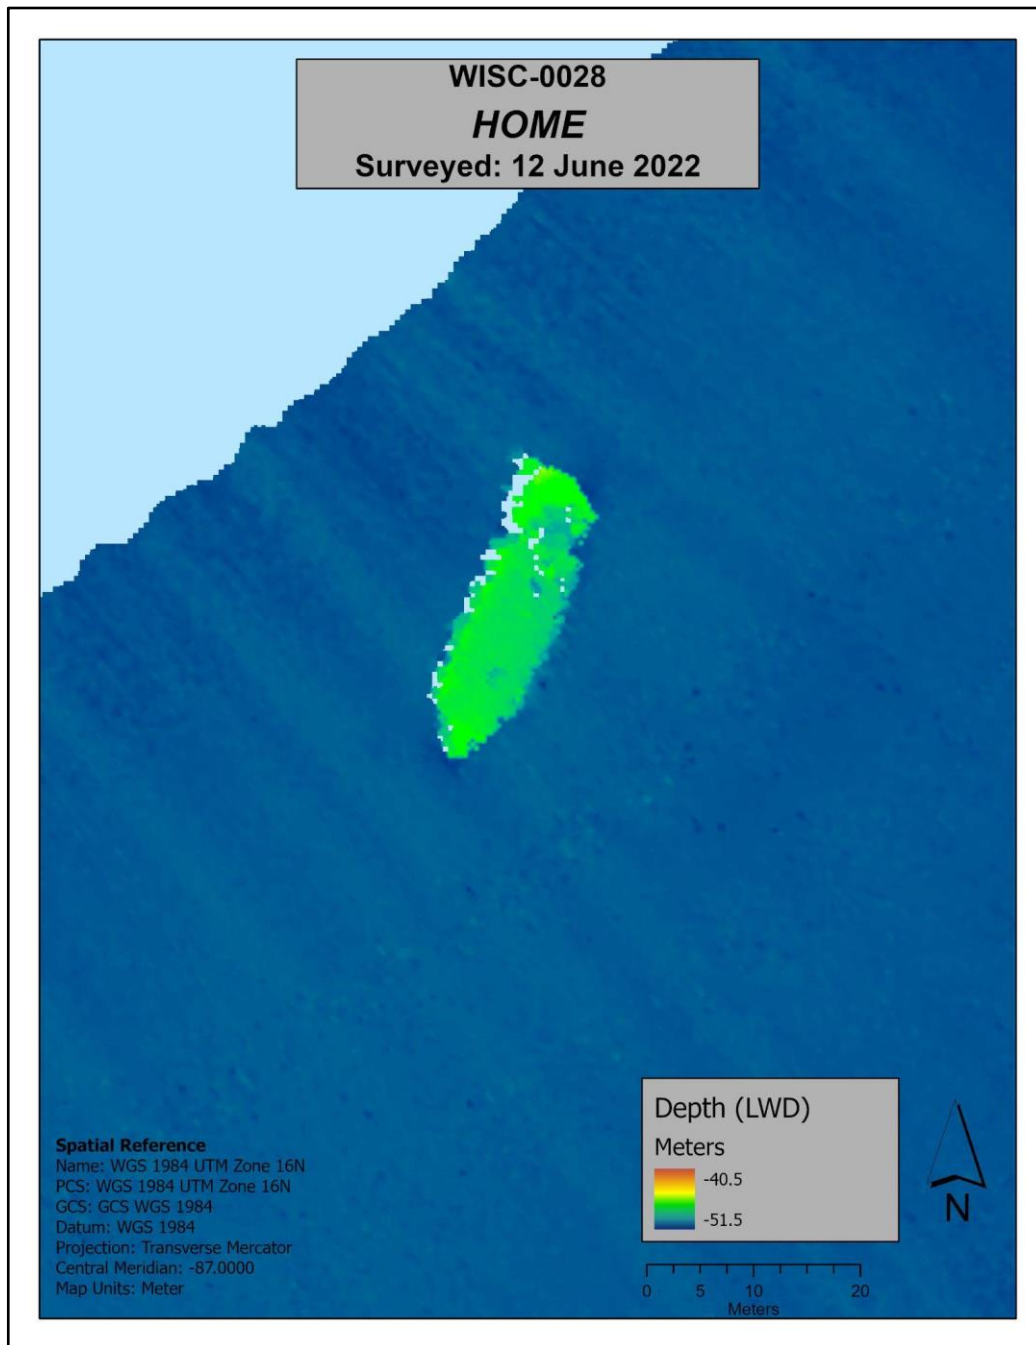 WISC-0028
HOME
Surveyed: 12 June 2022
Depth (LWD)
Meters
-40.5
-51.5
Spatial Reference
Name: WGS 1984 UTM Zone 16N
PCS: WGS 1984 UTM Zone 16N
GCS: GCS WGS 1984
Datum: WGS 1984
Projection: Transverse Mercator
Central Meridian: -87.0000
Map Units: Meter
N
0 5 10 20
Meters